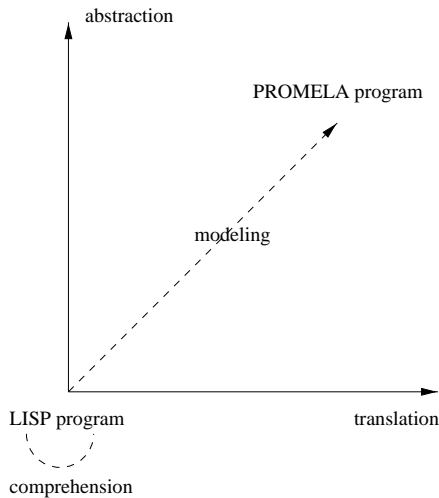 abstraction
PROMELA program
modeling
LISP program
translation
comprehension